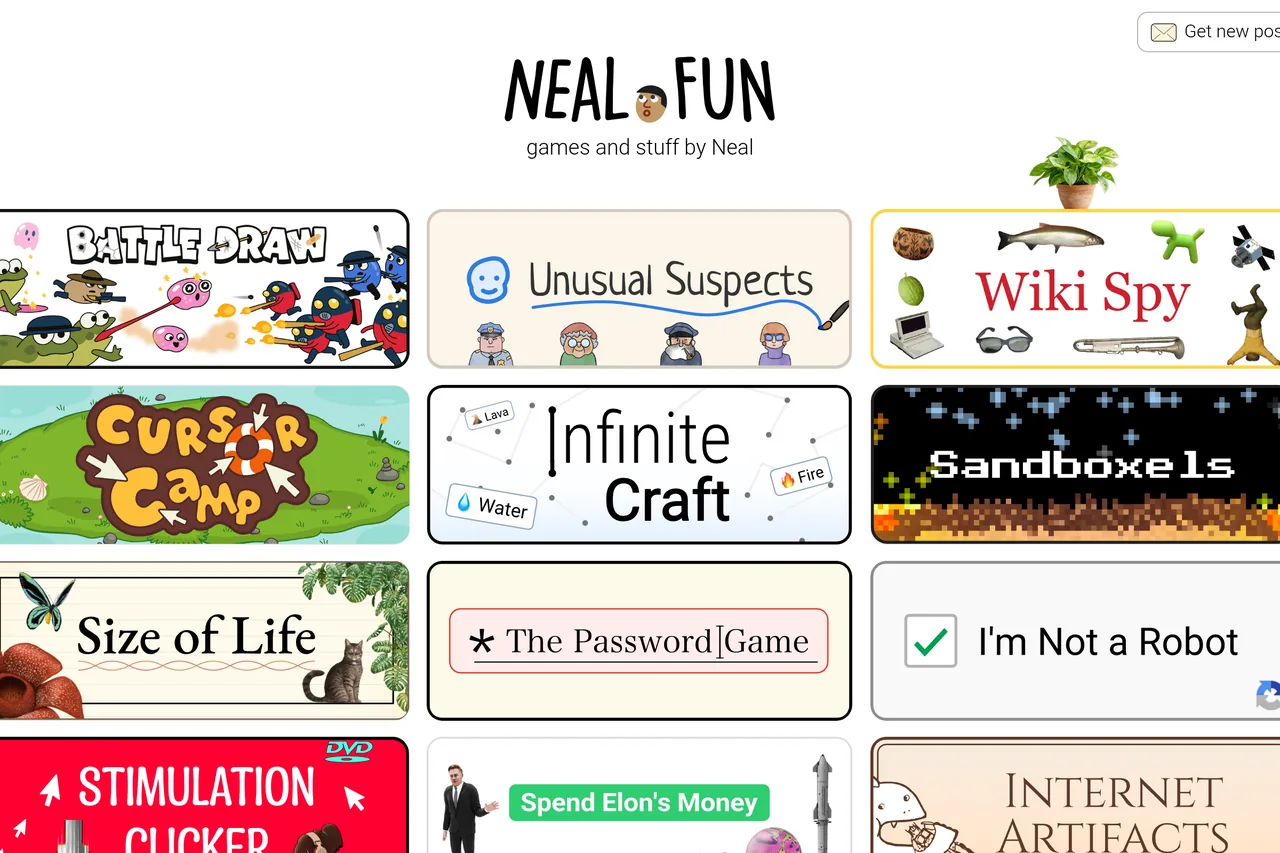 Get new pos
NEAL FUN
games and stuff by Neal
BATTLE DRAW
Unusual Suspects
Wiki Spy
CURSOR
CAMP
Lava
Infinite
Craft
Fire
Water
Sandboxels
Size of Life
* The Password Game
I'm Not a Robot
DVD
STIMULATION
CLICKER
Spend Elon's Money
INTERNET
ARTIFACTS